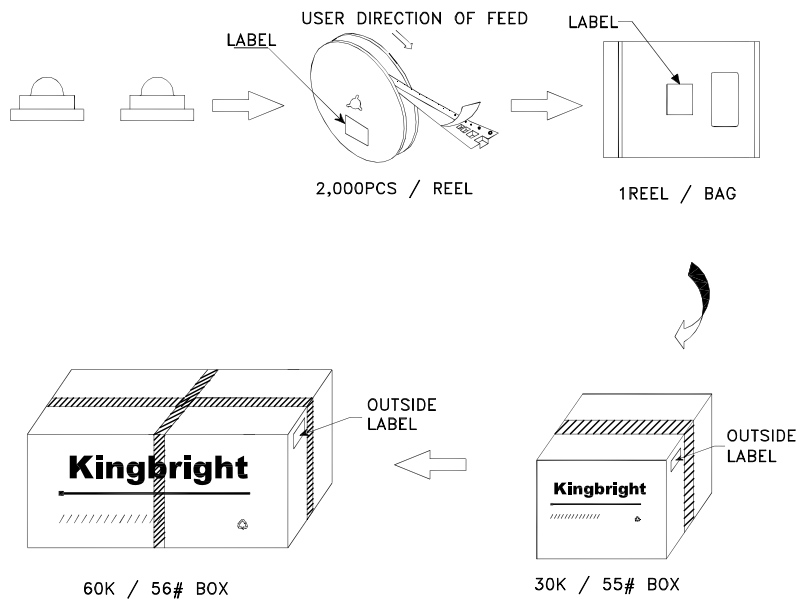 USER DIRECTION OF FEED
LABEL
LABEL
2,000PCS / REEL
1REEL / BAG
OUTSIDE
LABEL
Kingbright
60K / 56# BOX
OUTSIDE
LABEL
Kingbright
30K / 55# BOX